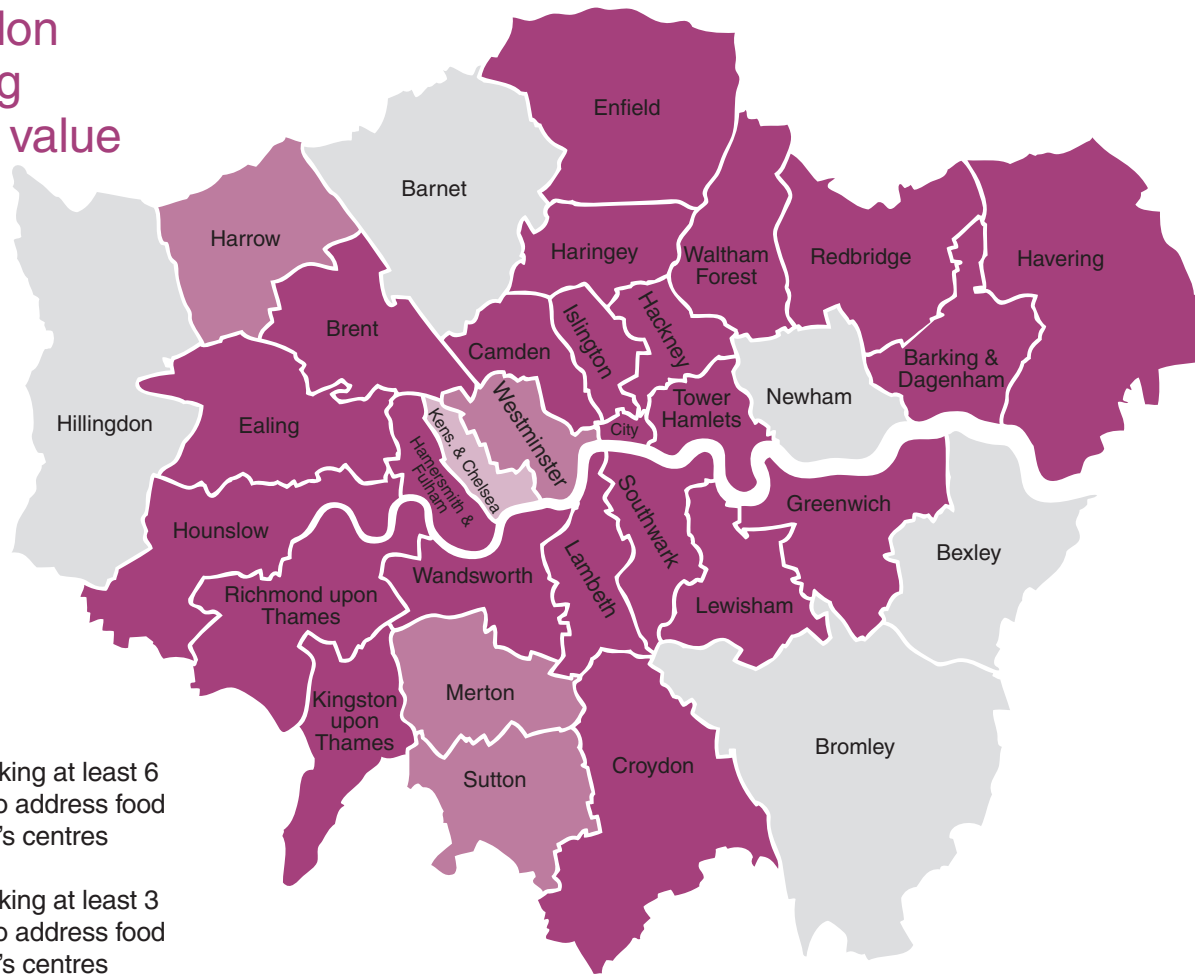 don
g
value
Enfield
Barnet
Harrow
Haringey
Waltham
Forest
Redbridge
Havering
Brent
Camden
Islington
Hackney
Barking &
Dagenham
Hillingdon
Ealing
Hamersmith &
Fulham
Kens. & Chelsea
Westminster
City
Tower
Hamlets
Newham
Hounslow
Richmond upon
Thames
Wandsworth
Lambeth
Southwark
Lewisham
Greenwich
Bexley
Kingston
upon
Thames
Merton
Sutton
Croydon
Bromley
king at least 6
o address food
's centres
king at least 3
o address food
's centres